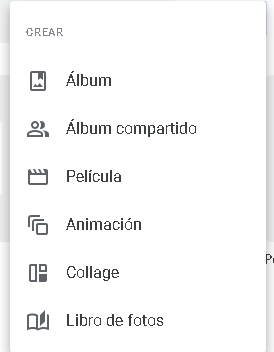 CREAR
Álbum
Álbum compartido
Película
Animación
Collage
Libro de fotos